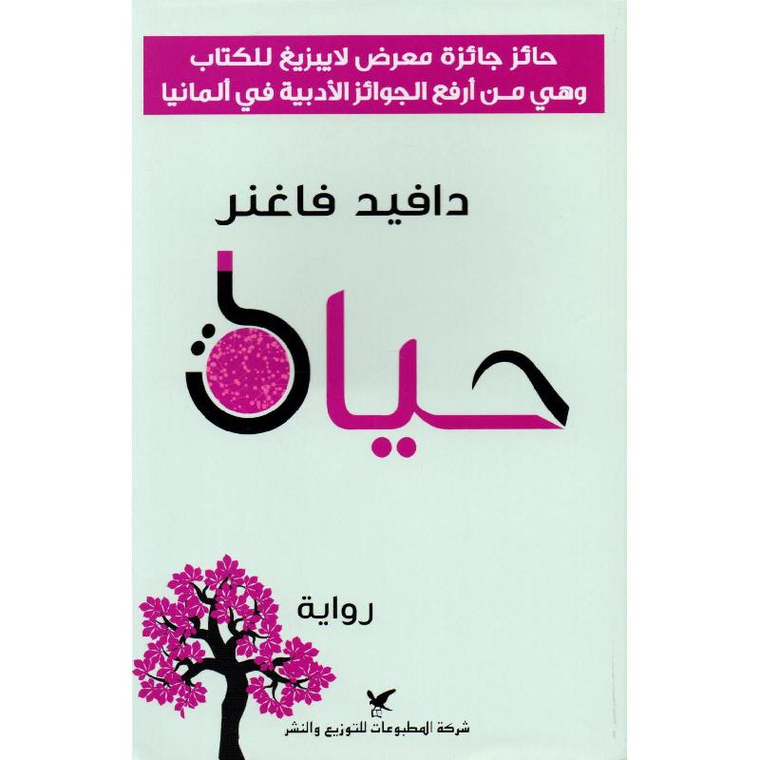 حائز جائزة معرض لايبزيغ للكتاب
وهي من أرفع الجوائز الأدبية في ألمانيا
دافيد فاغنر
حياة
رواية
شركة المطبوعات للتوزيع والنشر